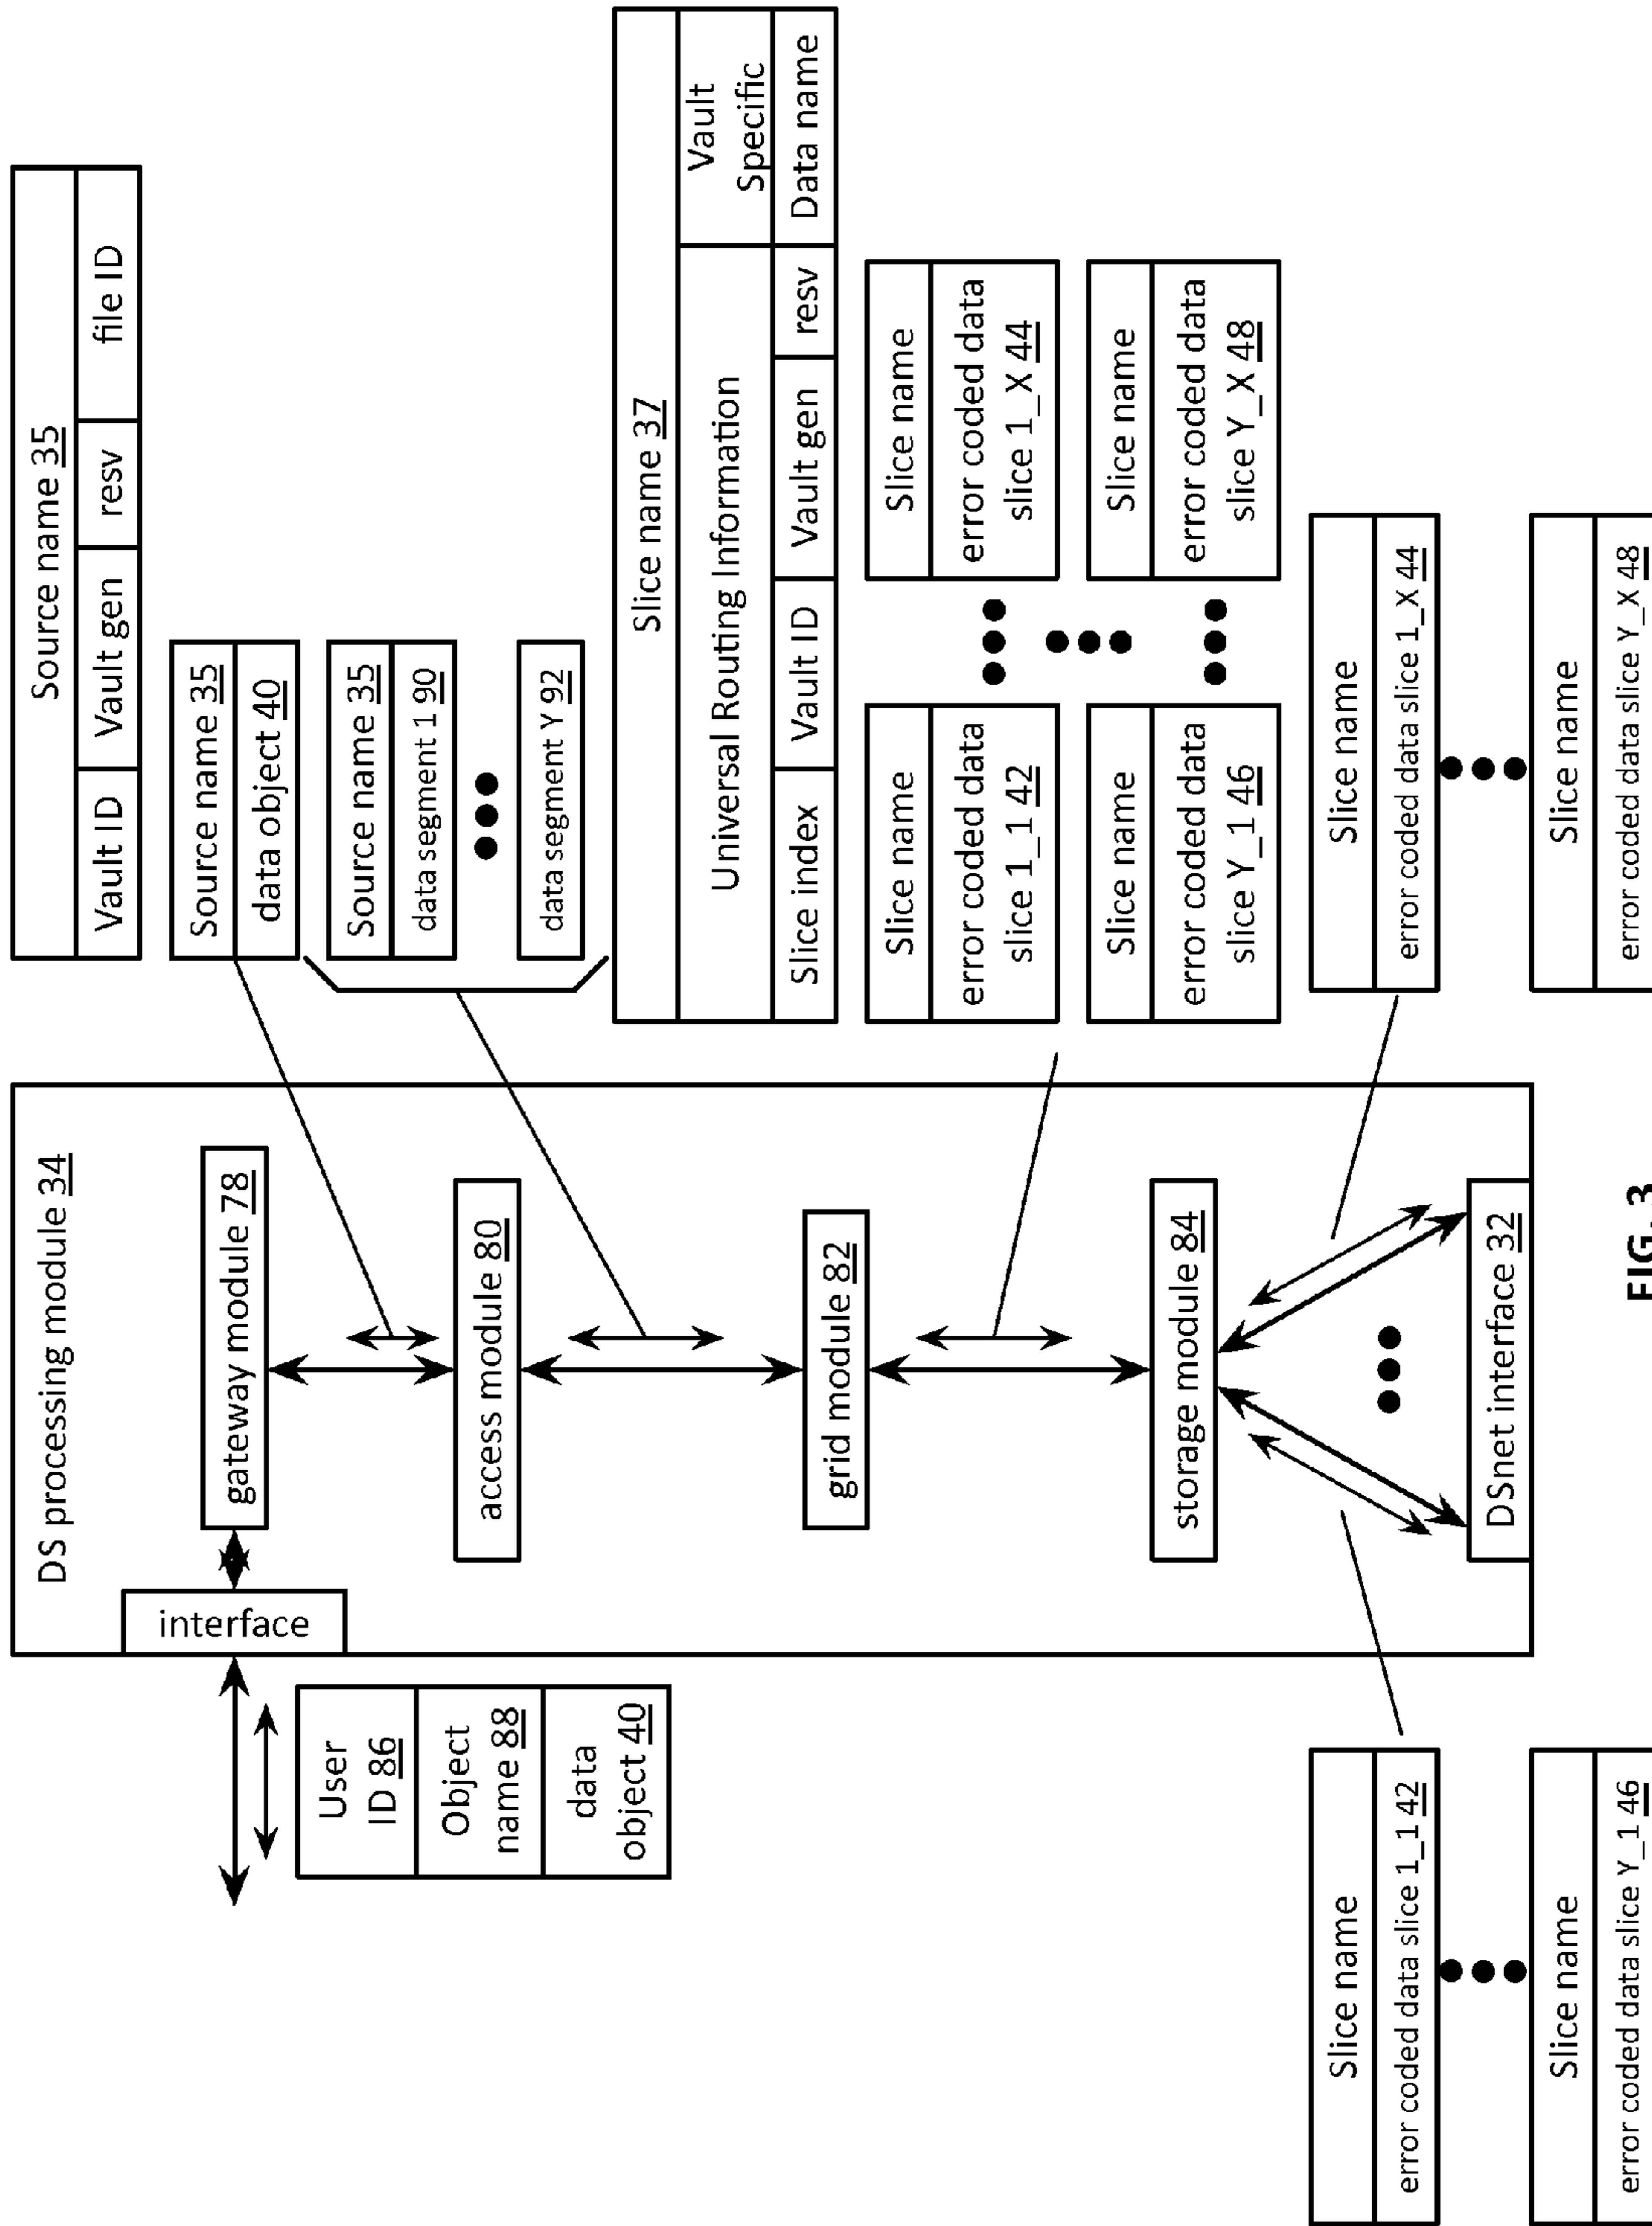 DS processing module 34
interface
gateway module 78
access module 80
grid module 82
storage module 84
DSnet interface 32
User
ID 86
Object
name 88
data
object 40
Source name 35
Vault ID
Vault gen
resv
file ID
Source name 35
data object 40
Source name 35
data segment 1 90
data segment Y 92
Slice name 37
Universal Routing Information
Vault
Specific
Slice index
Vault ID
Vault gen
resv
Data name
Slice name
error coded data
slice 1_1 42
Slice name
error coded data
slice 1_X 44
Slice name
error coded data
slice Y_1 46
Slice name
error coded data
slice Y_X 48
Slice name
error coded data slice 1_1 42
Slice name
error coded data slice Y_1 46
Slice name
error coded data slice 1_X 44
Slice name
error coded data slice Y_X 48
FIG. 3